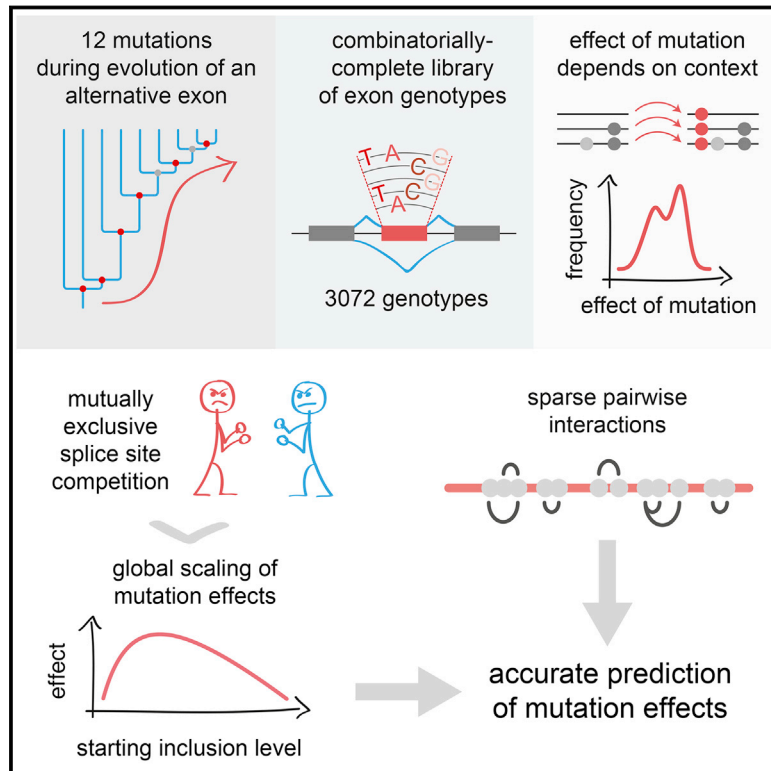 12 mutations
during evolution of an
alternative exon
combinatorially-
complete library
of exon genotypes
T A C G
T A C G
3072 genotypes
effect of mutation
depends on context
frequency
effect of mutation
mutually
exclusive
splice site
competition
sparse pairwise
interactions
global scaling of
mutation effects
effect
starting inclusion level
accurate prediction
of mutation effects